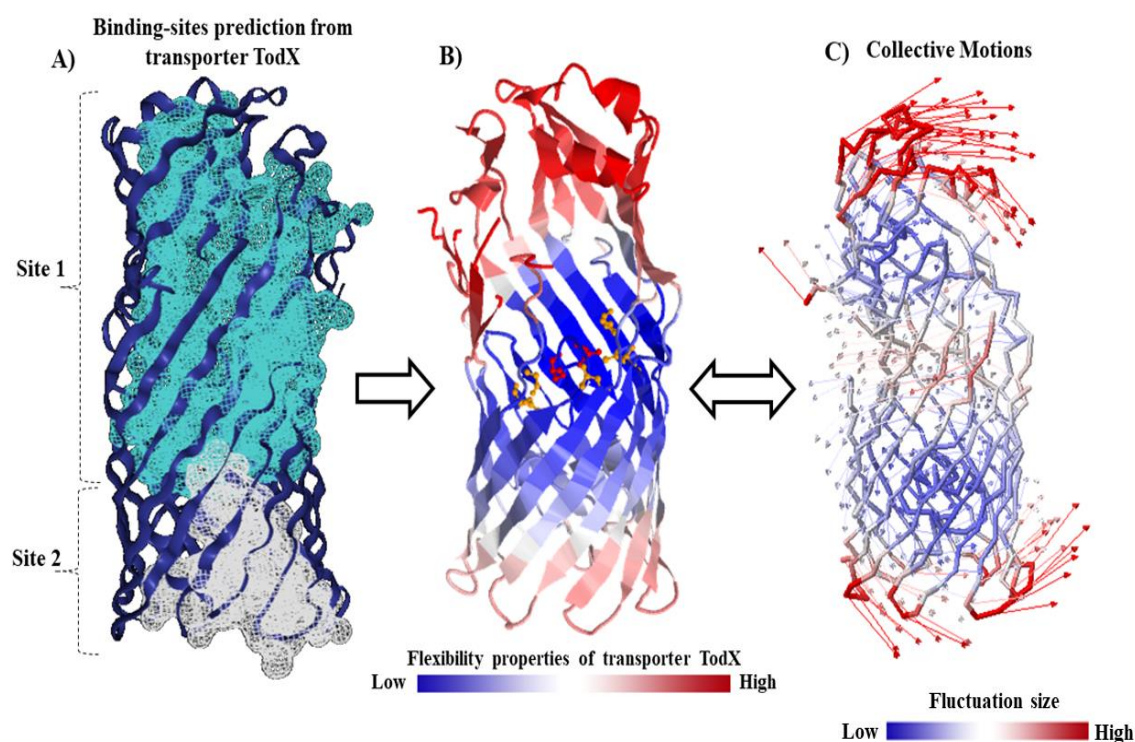 Binding-sites prediction from
transporter TodX
A)
B)
C)
Collective Motions
Site 1
Site 2
Flexibility properties of transporter TodX
Low
High
Fluctuation size
Low
High